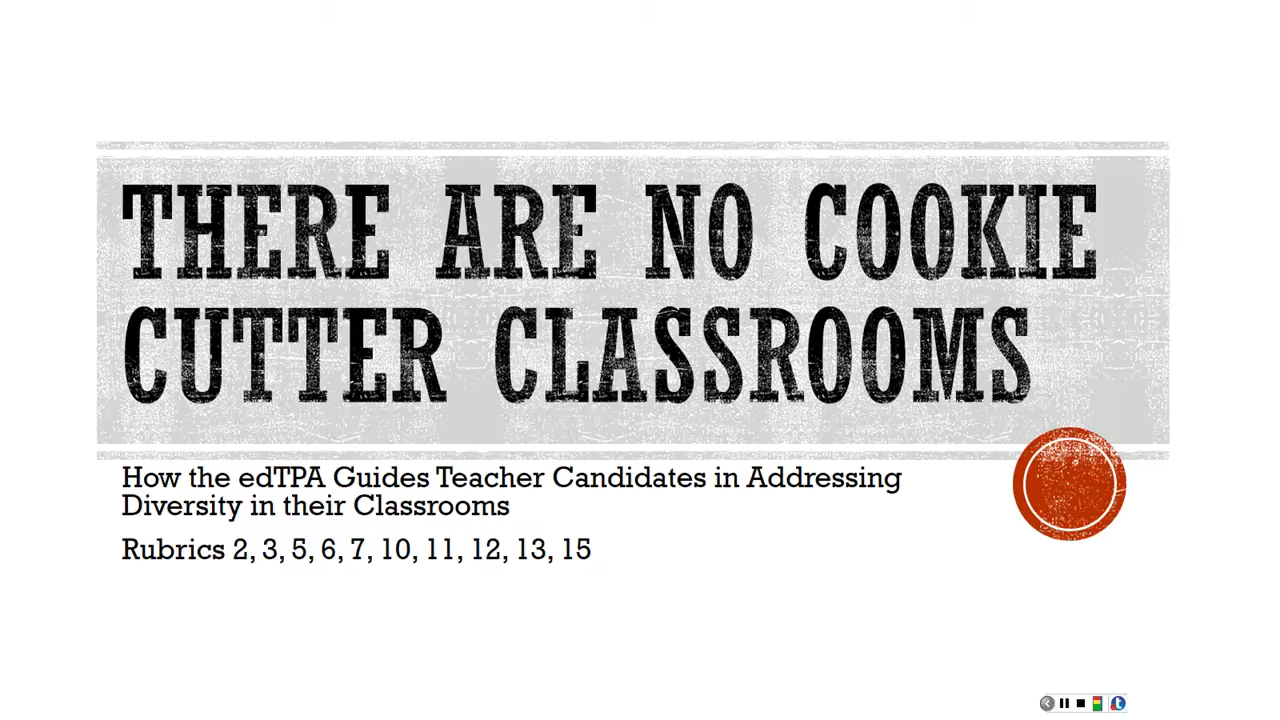 THERE ARE NO COOKIE
CUTTER CLASSROOMS
How the edTPA Guides Teacher Candidates in Addressing
Diversity in their Classrooms
Rubrics 2, 3, 5, 6, 7, 10, 11, 12, 13, 15